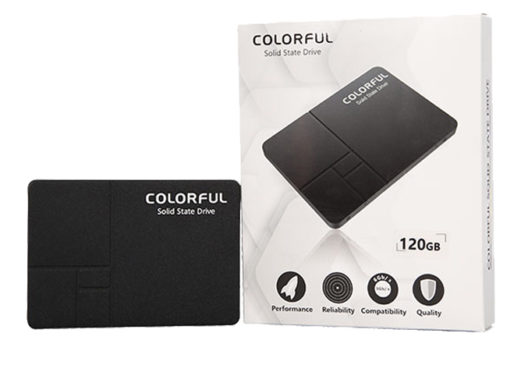 COLORFUL
Solid State Drive
COLORFUL
Solid State Drive
120GB
Performance Reliability Compatibility Quality
COLORFUL SOLID STATE DRIVE
COLORFUL
Solid State Drive